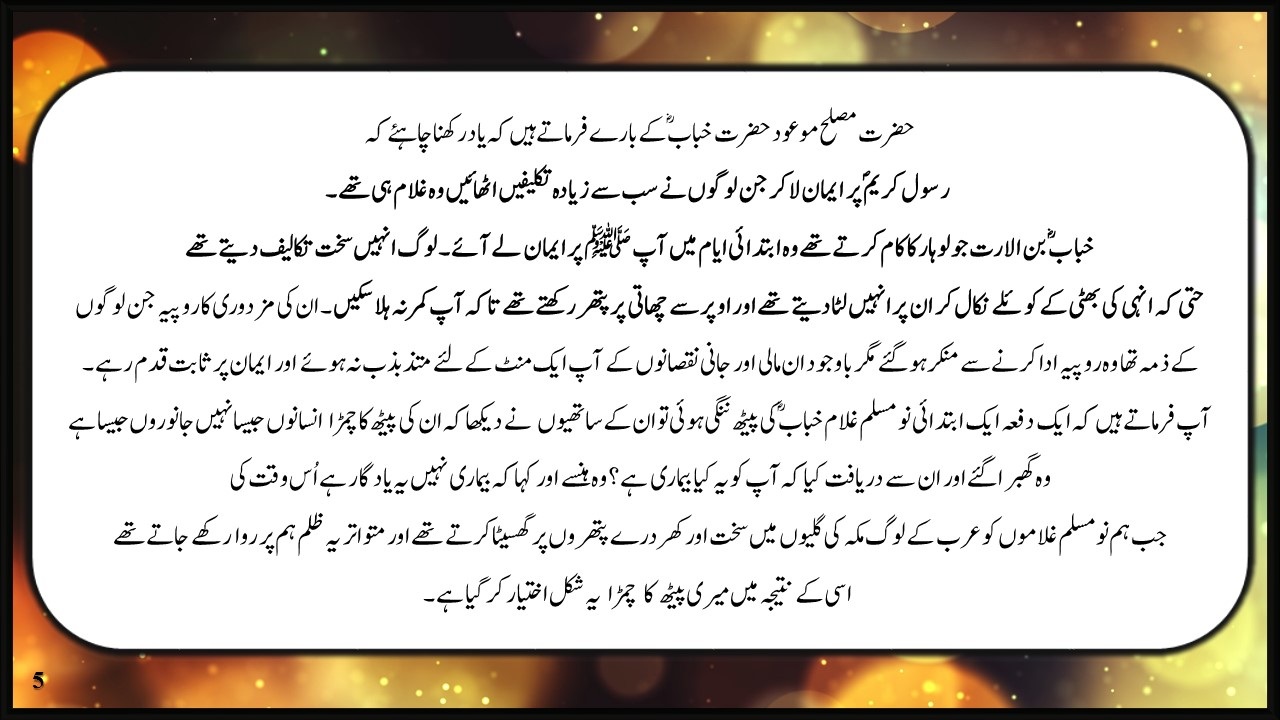 حضرت مصلح موعود حضرت خبابؓ کے بارے فرماتے ہیں کہ یاد رکھنا چاہئے کہ
رسول کریمؐ پر ایمان لا کر جن لوگوں نے سب سے زیادہ تکلیفیں اٹھائیں وہ غلام ہی تھے۔
خبابؓ بن الارت جو لوہار کا کام کرتے تھے وہ ابتدائی ایام میں آپ ﷺ پر ایمان لے آئے۔ لوگ انہیں سخت تکالیف دیتے تھے
حتی کہ انہی کی بھٹی کے کوئلے نکال کر ان پر انہیں لٹا دیتے تھے اور اوپر سے چھاتی پر پتھر رکھتے تھے تاکہ آپ کمر نہ ہلا سکیں۔ ان کی مزدوری کا روپیہ جن لوگوں
کے ذمہ تھا وہ روپیہ ادا کرنے سے منکر ہو گئے مگر باوجود ان مالی اور جانی نقصانوں کے آپ ایک منٹ کے لئے متذبذب نہ ہوئے اور ایمان پر ثابت قدم رہے۔
آپ فرماتے ہیں کہ ایک دفعہ ایک ابتدائی نو مسلم غلام خبابؓ کی پیٹھ ننگی ہوئی تو ان کے ساتھیوں نے دیکھا کہ ان کی پیٹھ کا چمڑا انسانوں جیسا نہیں جانوروں جیسا ہے
وہ گھبرا گئے اور ان سے دریافت کیا کہ آپ کو یہ کیا بیماری ہے؟ وہ ہنسے اور کہا کہ بیماری نہیں یہ یاد گار ہے اُس وقت کی
جب ہم نو مسلم غلاموں کو عرب کے لوگ مکہ کی گلیوں میں سخت اور کھردرے پتھروں پر گھسیٹا کرتے تھے اور متواتر یہ ظلم ہم پر روا رکھے جاتے تھے
اسی کے نتیجہ میں میری پیٹھ کا چمڑا یہ شکل اختیار کر گیا ہے۔
5